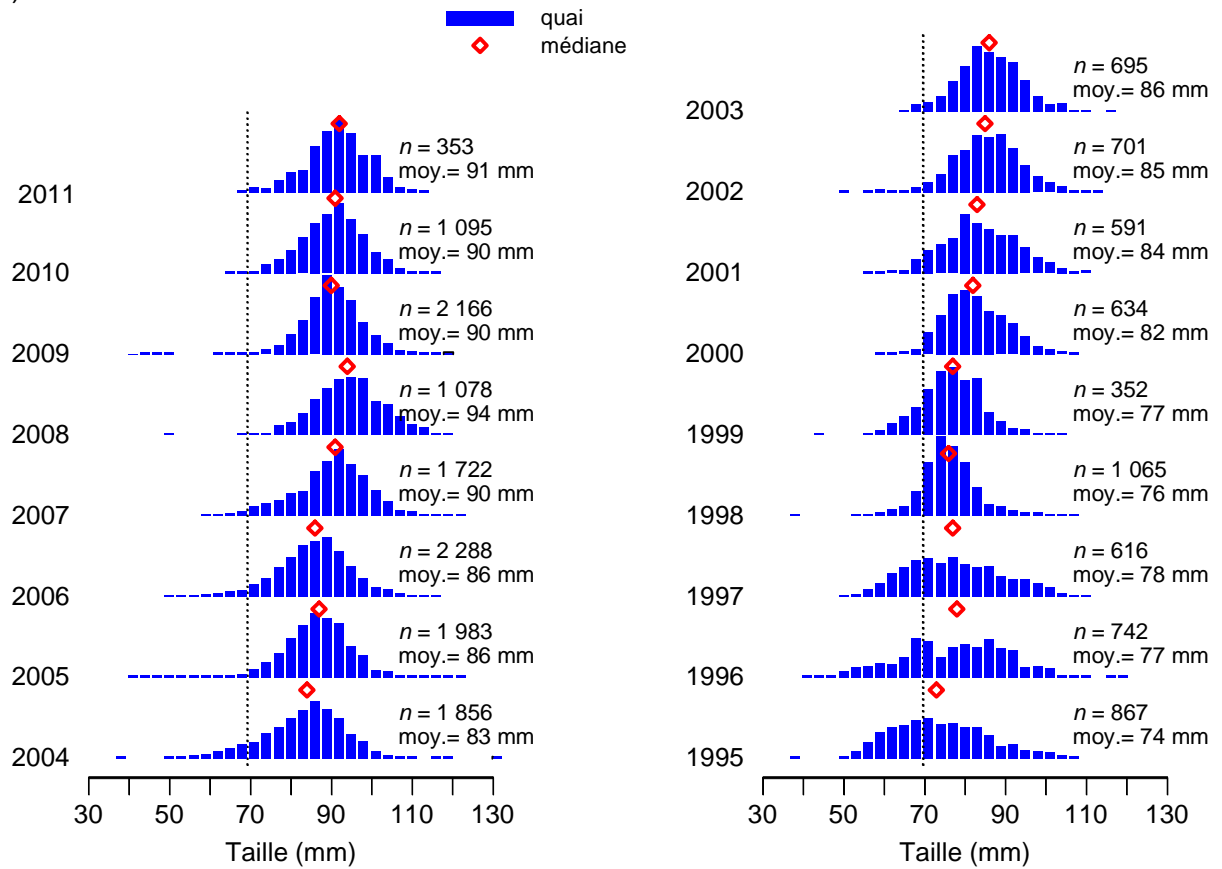 )
quai
médiane
n = 353
moy.= 91 mm
2011
n = 1 095
moy.= 90 mm
2010
n = 2 166
moy.= 90 mm
2009
n = 1 078
moy.= 94 mm
2008
n = 1 722
moy.= 90 mm
2007
n = 2 288
moy.= 86 mm
2006
n = 1 983
moy.= 86 mm
2005
n = 1 856
moy.= 83 mm
2004
30 50 70 90 110 130
Taille (mm)
n = 695
moy.= 86 mm
2003
n = 701
moy.= 85 mm
2002
n = 591
moy.= 84 mm
2001
n = 634
moy.= 82 mm
2000
n = 352
moy.= 77 mm
1999
n = 1 065
moy.= 76 mm
1998
n = 616
moy.= 78 mm
1997
n = 742
moy.= 77 mm
1996
n = 867
moy.= 74 mm
1995
30 50 70 90 110 130
Taille (mm)